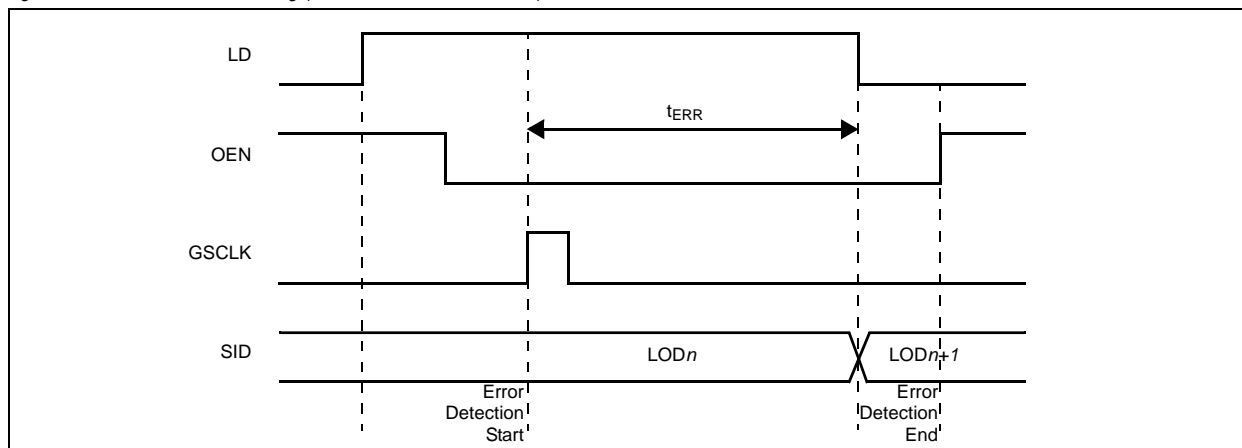 LD
tERR
OEN
GSCLK
SID
LODn
LODn+1
Error
Detection
Start
Error
Detection
End